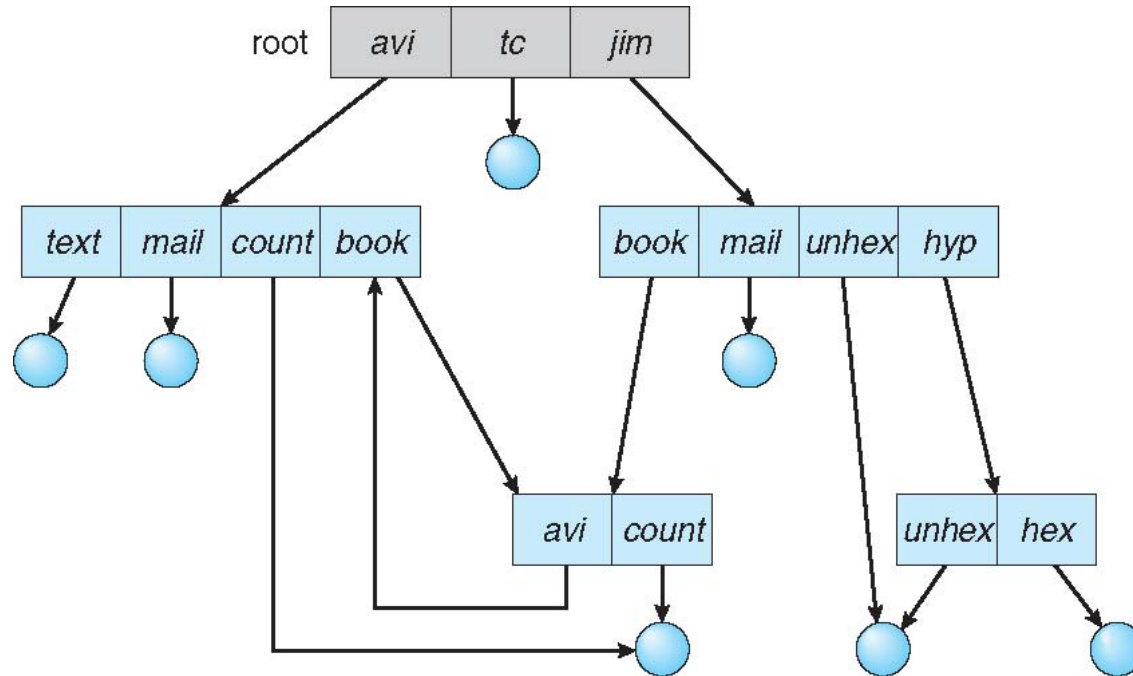 root avi tc jim
text mail count book
book mail unhex hyp
avi count
unhex hex